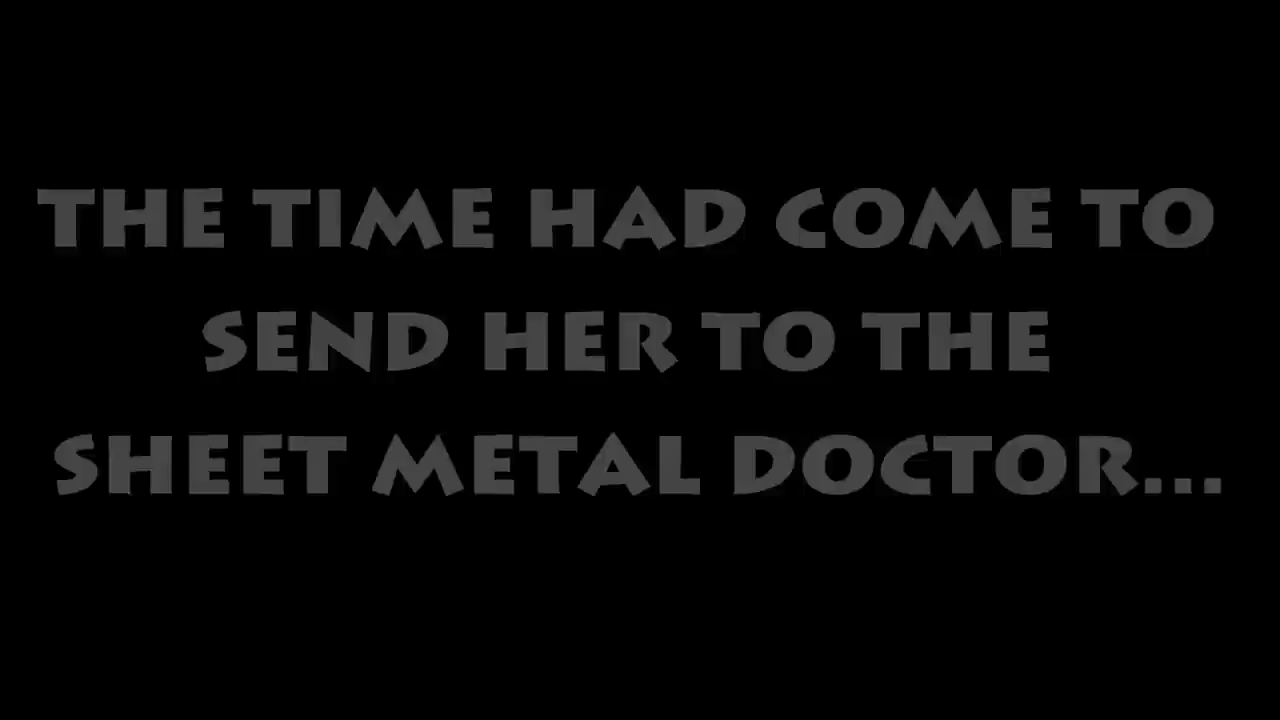 THE TIME HAD COME TO
SEND HER TO THE
SHEET METAL DOCTOR...